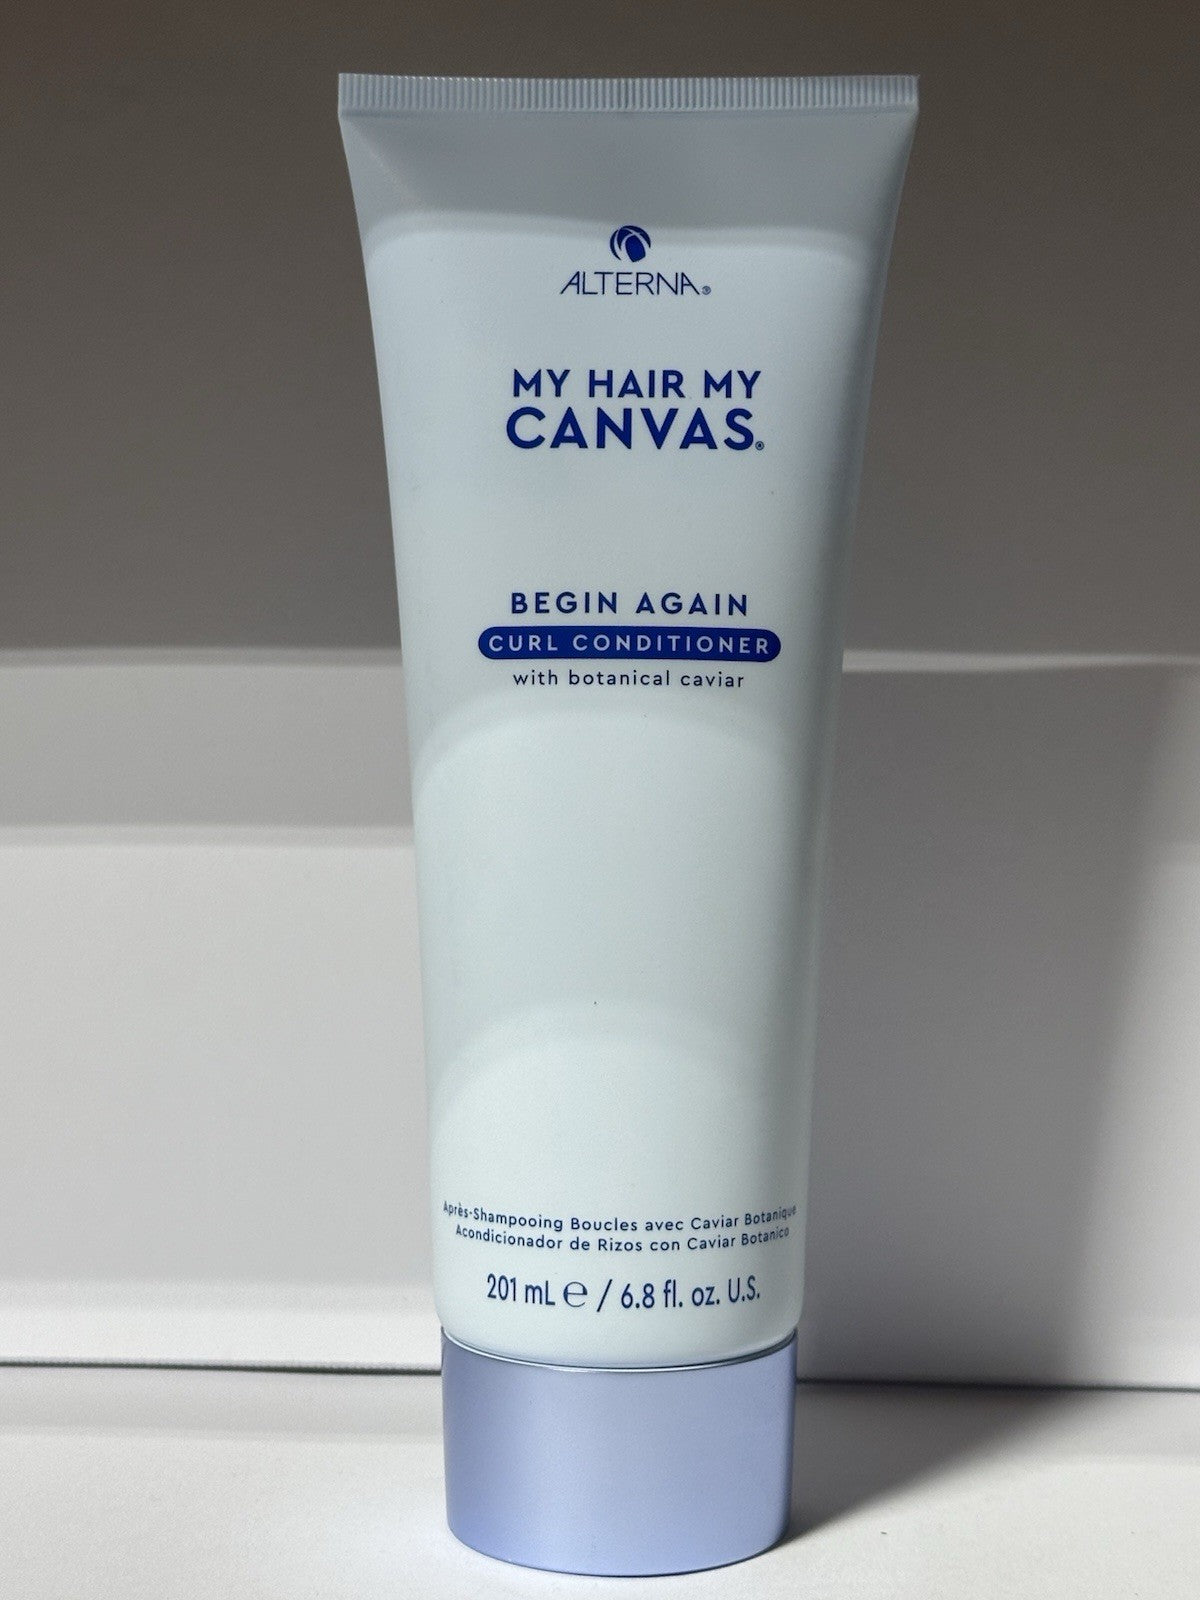 ALTERNA®
MY HAIR MY
CANVAS®
BEGIN AGAIN
CURL CONDITIONER
with botanical caviar
Après-Shampooing Boucles avec Caviar Botanique
Acondicionador de Rizos con Caviar Botanico
201 mL ℮ / 6.8 fl. oz. U.S.